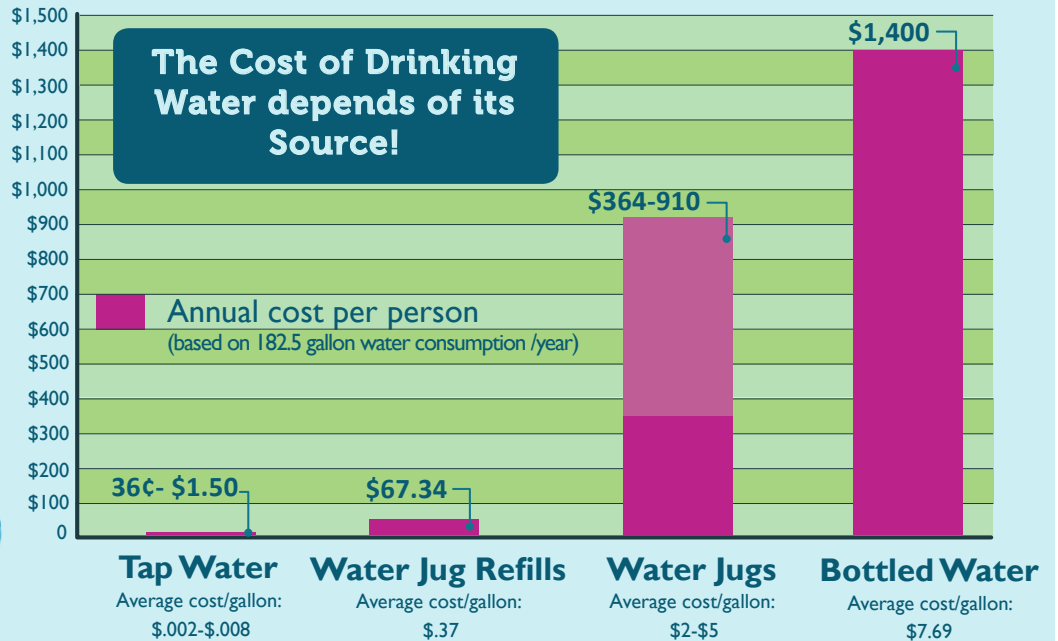 $1,500
$1,400
$1,300
$1,200
$1,100
$1,000
$900
$800
$700
$600
$500
$400
$300
$200
$100
0
The Cost of Drinking
Water depends of its
Source!
Annual cost per person
(based on 182.5 gallon water consumption /year)
36¢- $1.50
$67.34
$364-910
$1,400
Tap Water
Average cost/gallon:
$.002-$.008
Water Jug Refills
Average cost/gallon:
$.37
Water Jugs
Average cost/gallon:
$2-$5
Bottled Water
Average cost/gallon:
$7.69